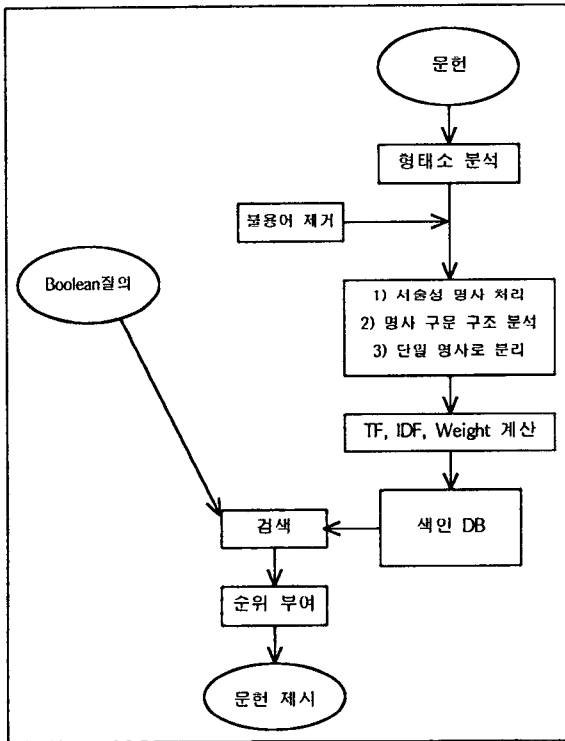 문헌
형태소 분석
불용어 제거
Boolean질의
1) 서술성 명사 처리
2) 명사 구문 구조 분석
3) 단일 명사로 분리
TF, IDF, Weight 계산
검색
색인 DB
순위 부여
문헌 제시